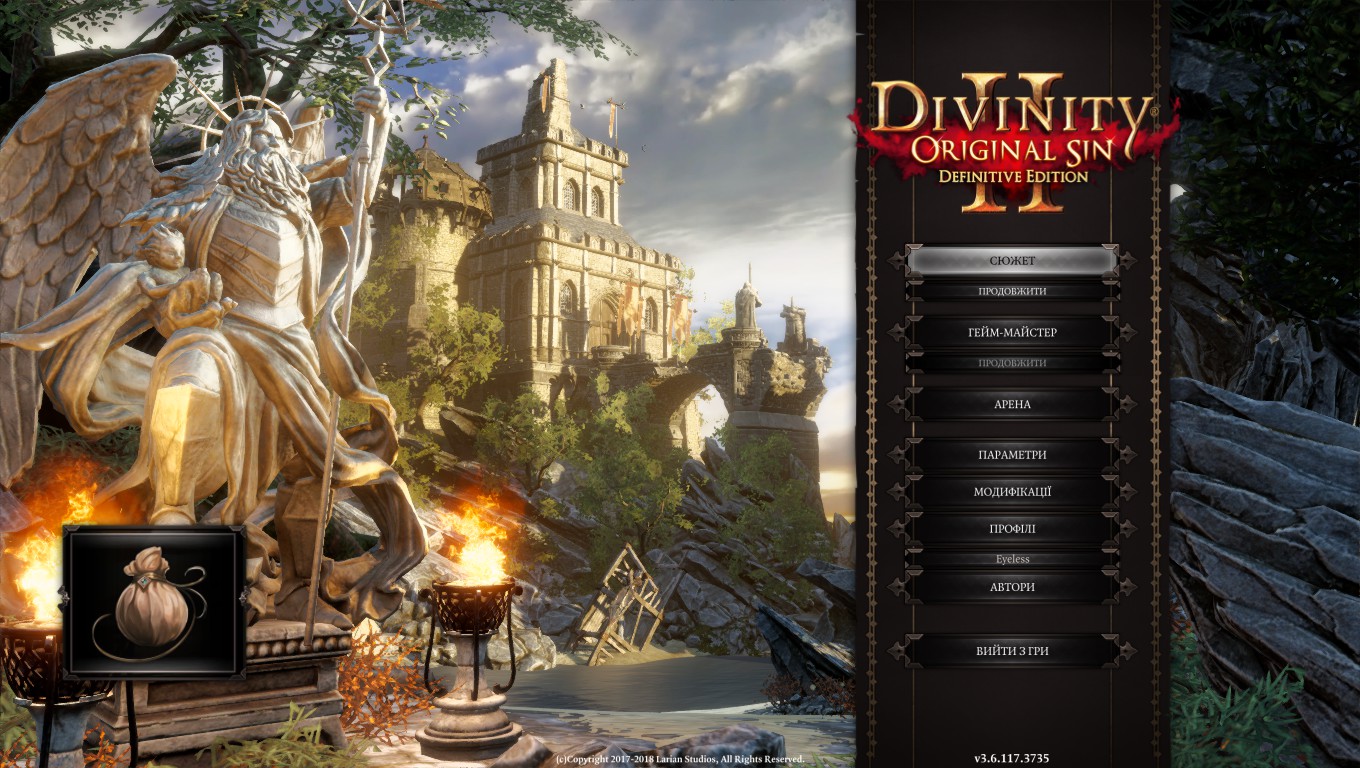 II
DIVINITY
ORIGINAL SIN
DEFINITIVE EDITION
СЮЖЕТ
ПРОДОВЖИТИ
ГЕЙМ-МАЙСТЕР
ПРОДОВЖИТИ
АРЕНА
ПАРАМЕТРИ
МОДИФІКАЦІЇ
ПРОФІЛІ
Eyeless
АВТОРИ
ВИЙТИ З ГРИ
(c)Copyright 2017-2018 Larian Studios, All Rights Reserved.
v3.6.117.3735